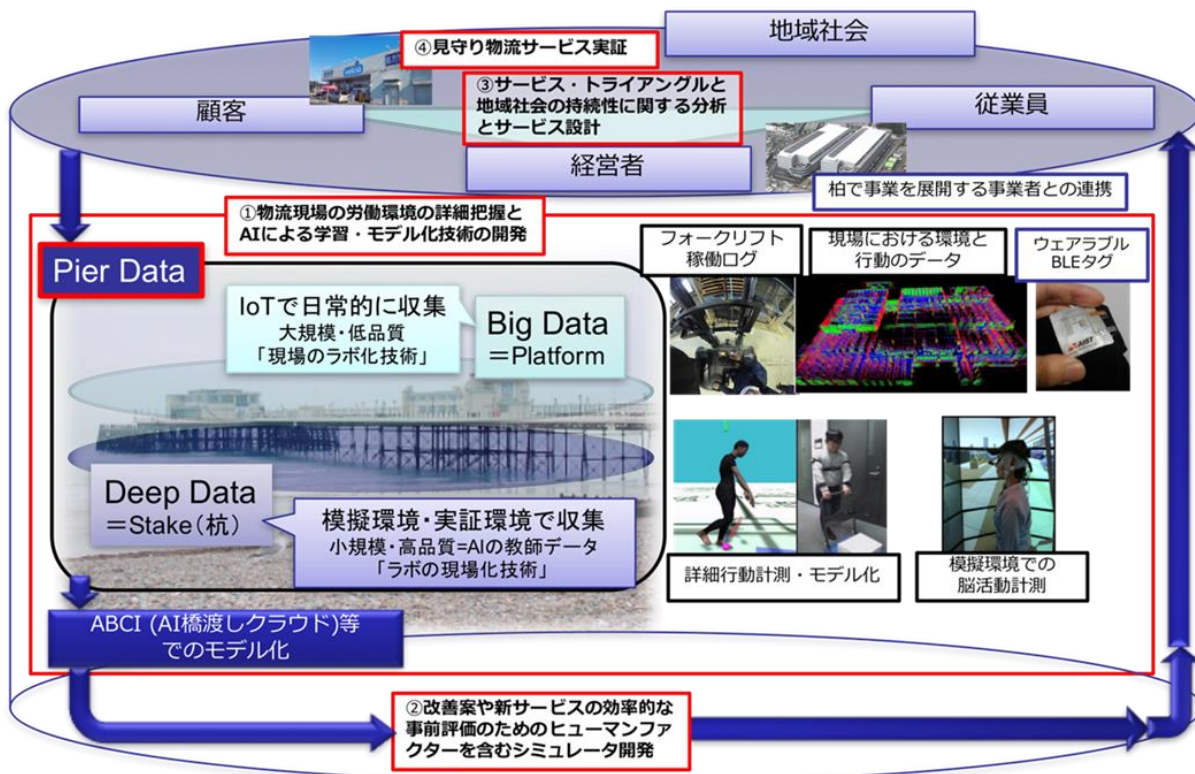 地域社会
④見守り物流サービス実証
顧客
③サービス・トライアングルと
地域社会の持続性に関する分析
とサービス設計
従業員
経営者
柏で事業を展開する事業者との連携
①物流現場の労働環境の詳細把握と
AIによる学習・モデル化技術の開発
Pier Data
フォークリフト
稼働ログ
現場における環境と
行動のデータ
ウェアラブル
BLEタグ
IoTで日常的に収集
大規模・低品質
「現場のラボ化技術」
Big Data
＝Platform
AIST
Deep Data
＝Stake(杭)
模擬環境・実証環境で収集
小規模・高品質=AIの教師データ
「ラボの現場化技術」
詳細行動計測・モデル化
模擬環境での
脳活動計測
ABCI (AI橋渡しクラウド)等
でのモデル化
②改善案や新サービスの効率的な
事前評価のためのヒューマンファ
クターを含むシミュレータ開発